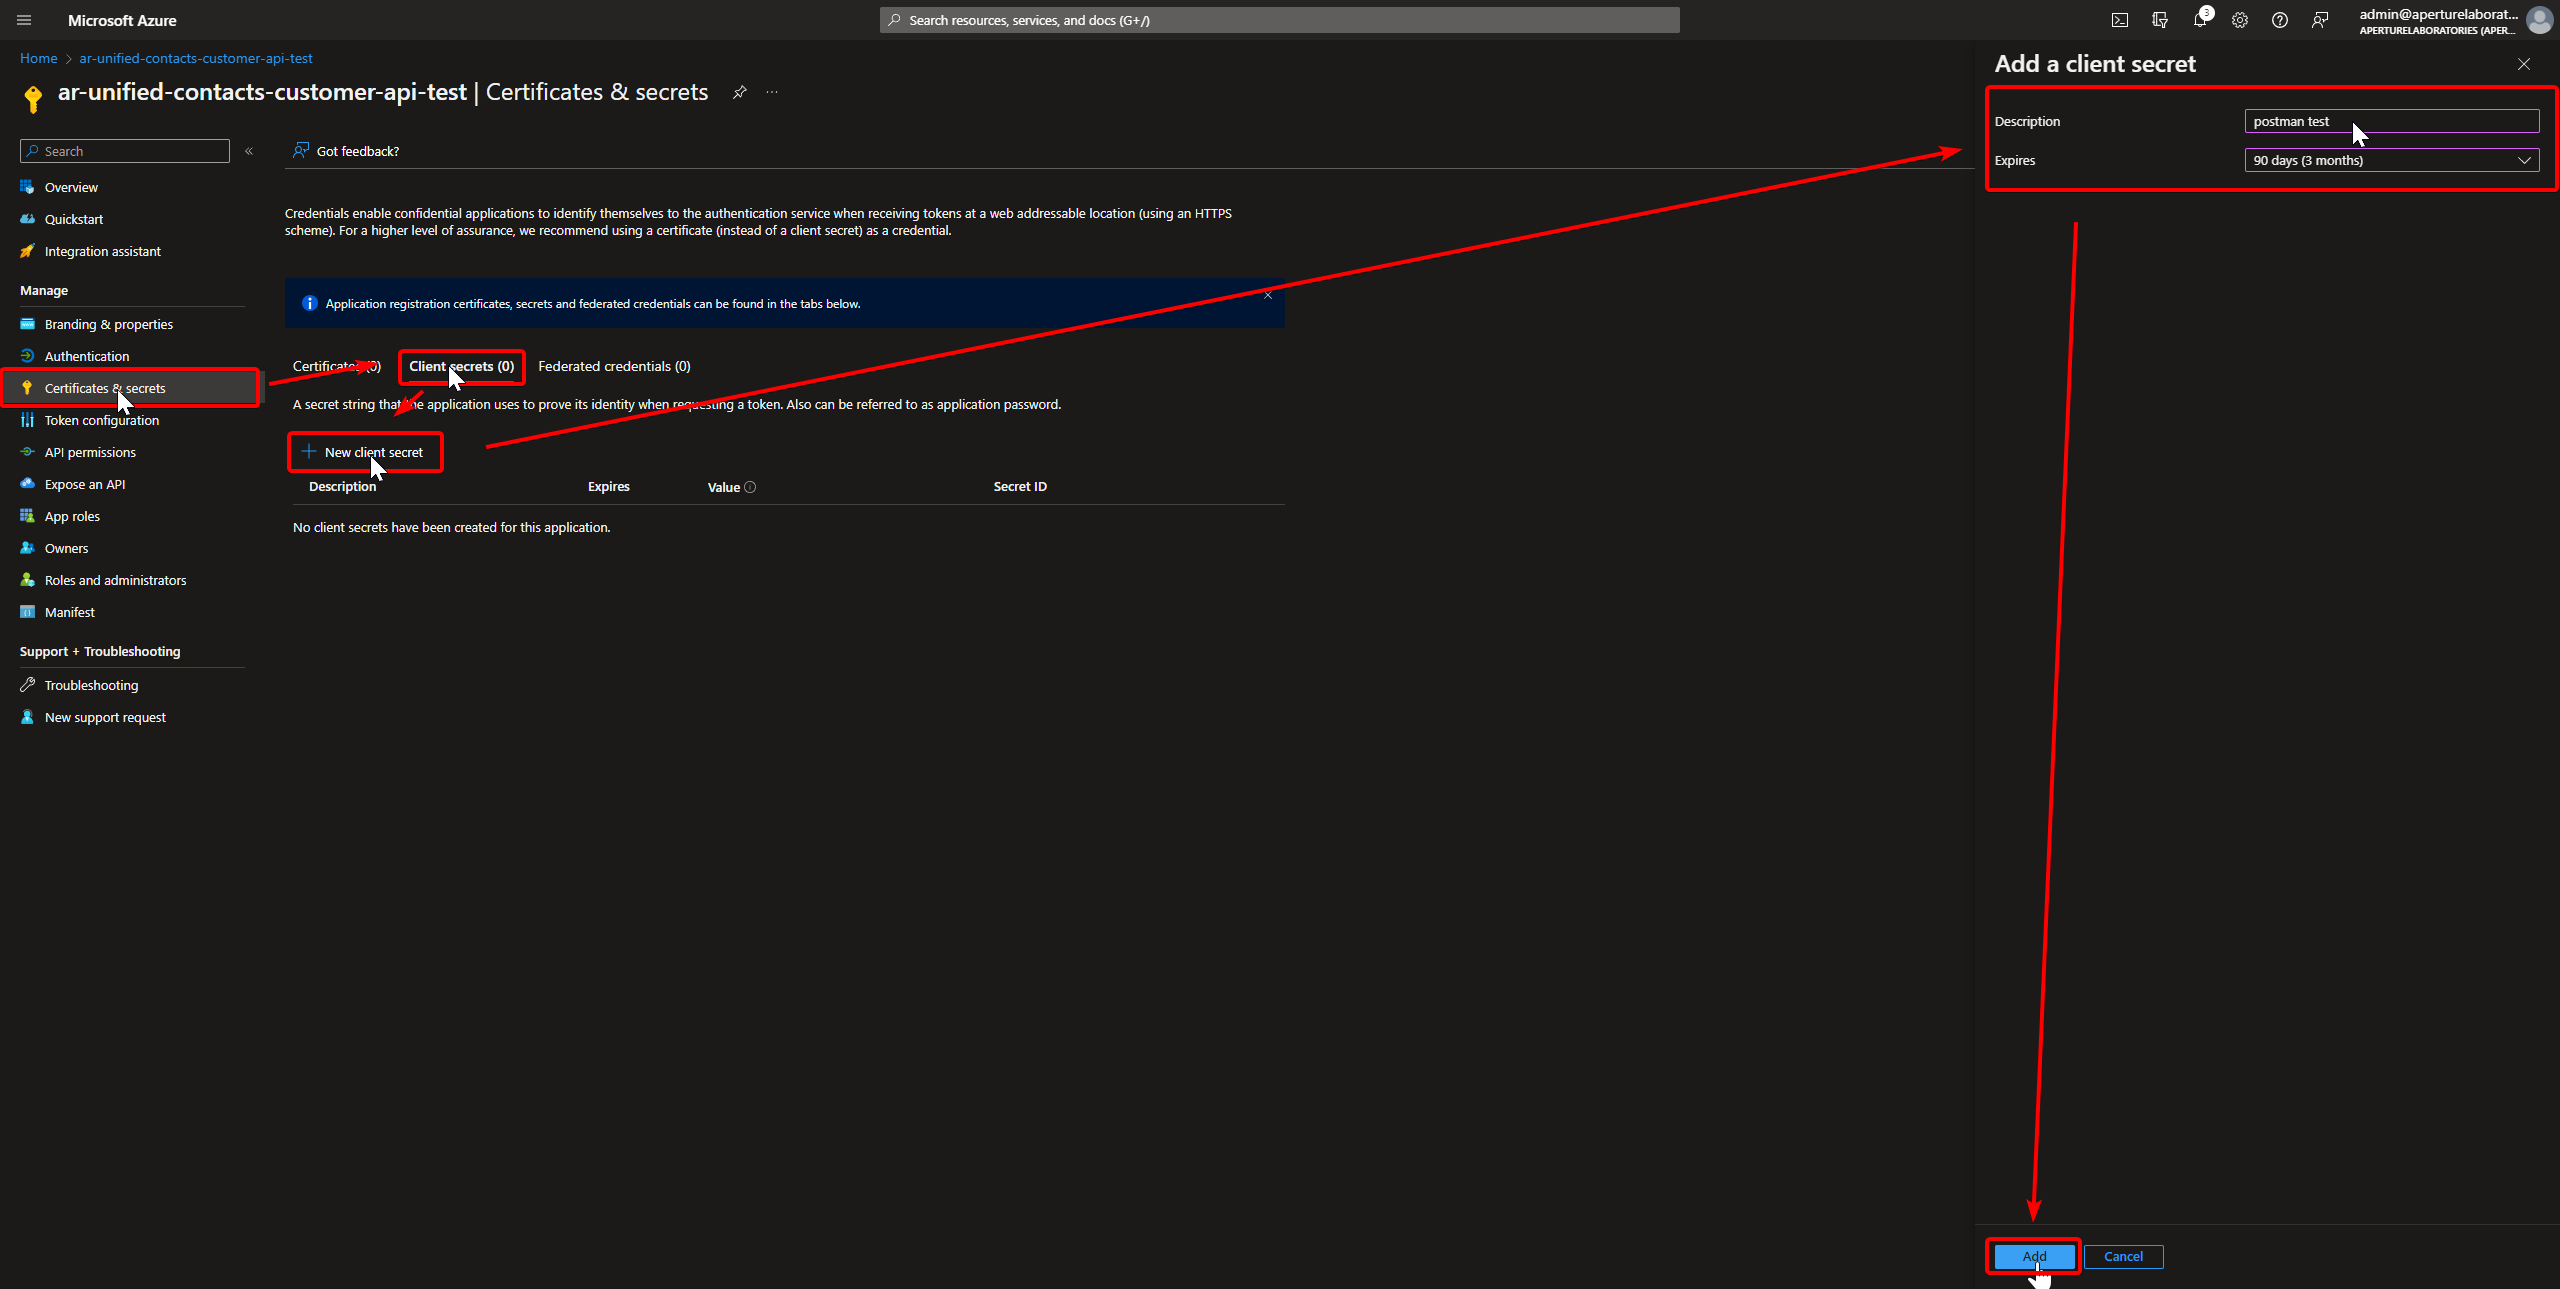 Microsoft Azure
Search resources, services, and docs (G+/)
3
admin@aperturelaborat...
APERTURELABORATORIES (APER...
Home > ar-unified-contacts-customer-api-test
ar-unified-contacts-customer-api-test | Certificates & secrets
Search
Overview
Quickstart
Integration assistant
Manage
Branding & properties
Authentication
Certificates & secrets
Token configuration
API permissions
Expose an API
App roles
Owners
Roles and administrators
Manifest
Support + Troubleshooting
Troubleshooting
New support request
Got feedback?
Credentials enable confidential applications to identify themselves to the authentication service when receiving tokens at a web addressable location (using an HTTPS
scheme). For a higher level of assurance, we recommend using a certificate (instead of a client secret) as a credential.
Application registration certificates, secrets and federated credentials can be found in the tabs below.
Certificates (0)
Client secrets (0)
Federated credentials (0)
A secret string that the application uses to prove its identity when requesting a token. Also can be referred to as application password.
New client secret
Description
Expires
Value
Secret ID
No client secrets have been created for this application.
Add a client secret
Description
postman test
Expires
90 days (3 months)
Add
Cancel